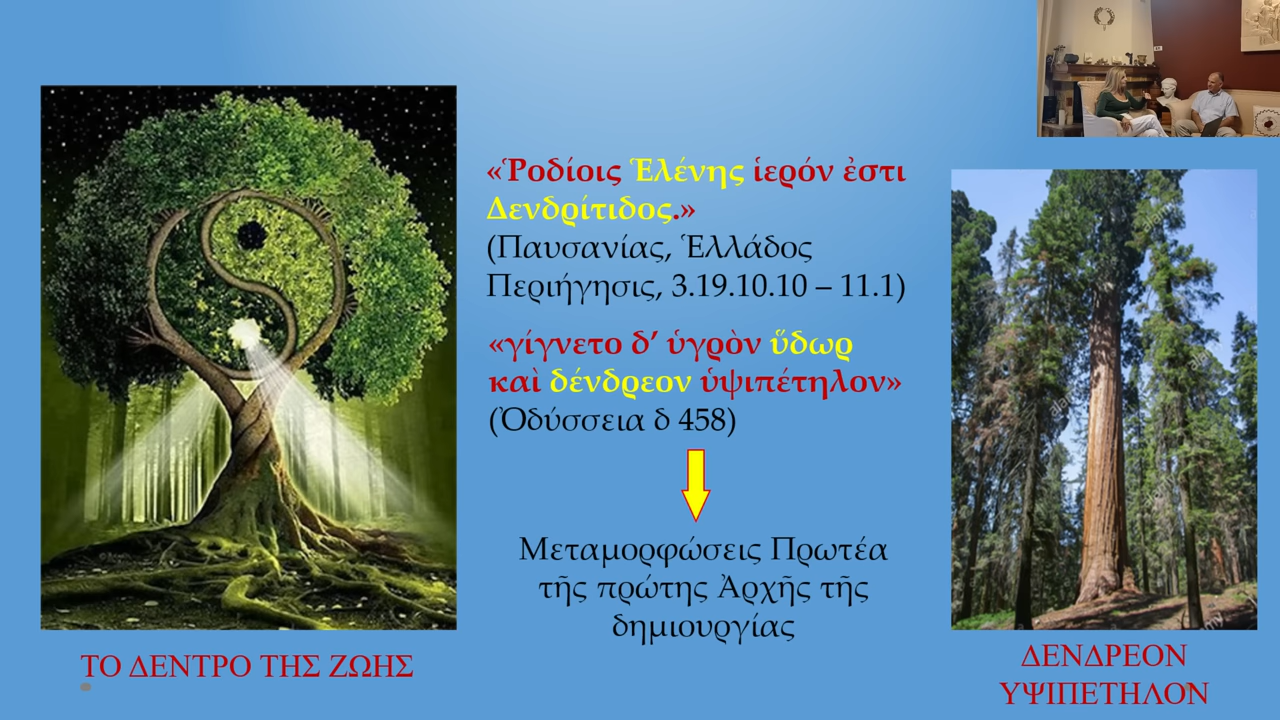 «Ῥοδίοις Ἑλένης ἱερόν ἐστι
Δενδρίτιδος.»
(Παυσανίας, Ἑλλάδος
Περιήγησις, 3.19.10.10 – 11.1)
«γίγνετο δ’ ὑγρὸν ὕδωρ
καὶ δένδρεον ὑψιπέτηλον»
(Ὀδύσσεια δ 458)
Μεταμορφώσεις Πρωτέα
τῆς πρώτης Ἀρχῆς τῆς
δημιουργίας
ΤΟ ΔΕΝΤΡΟ ΤΗΣ ΖΩΗΣ
ΔΕΝΔΡΕΟΝ
ΥΨΙΠΕΤΗΛΟΝ